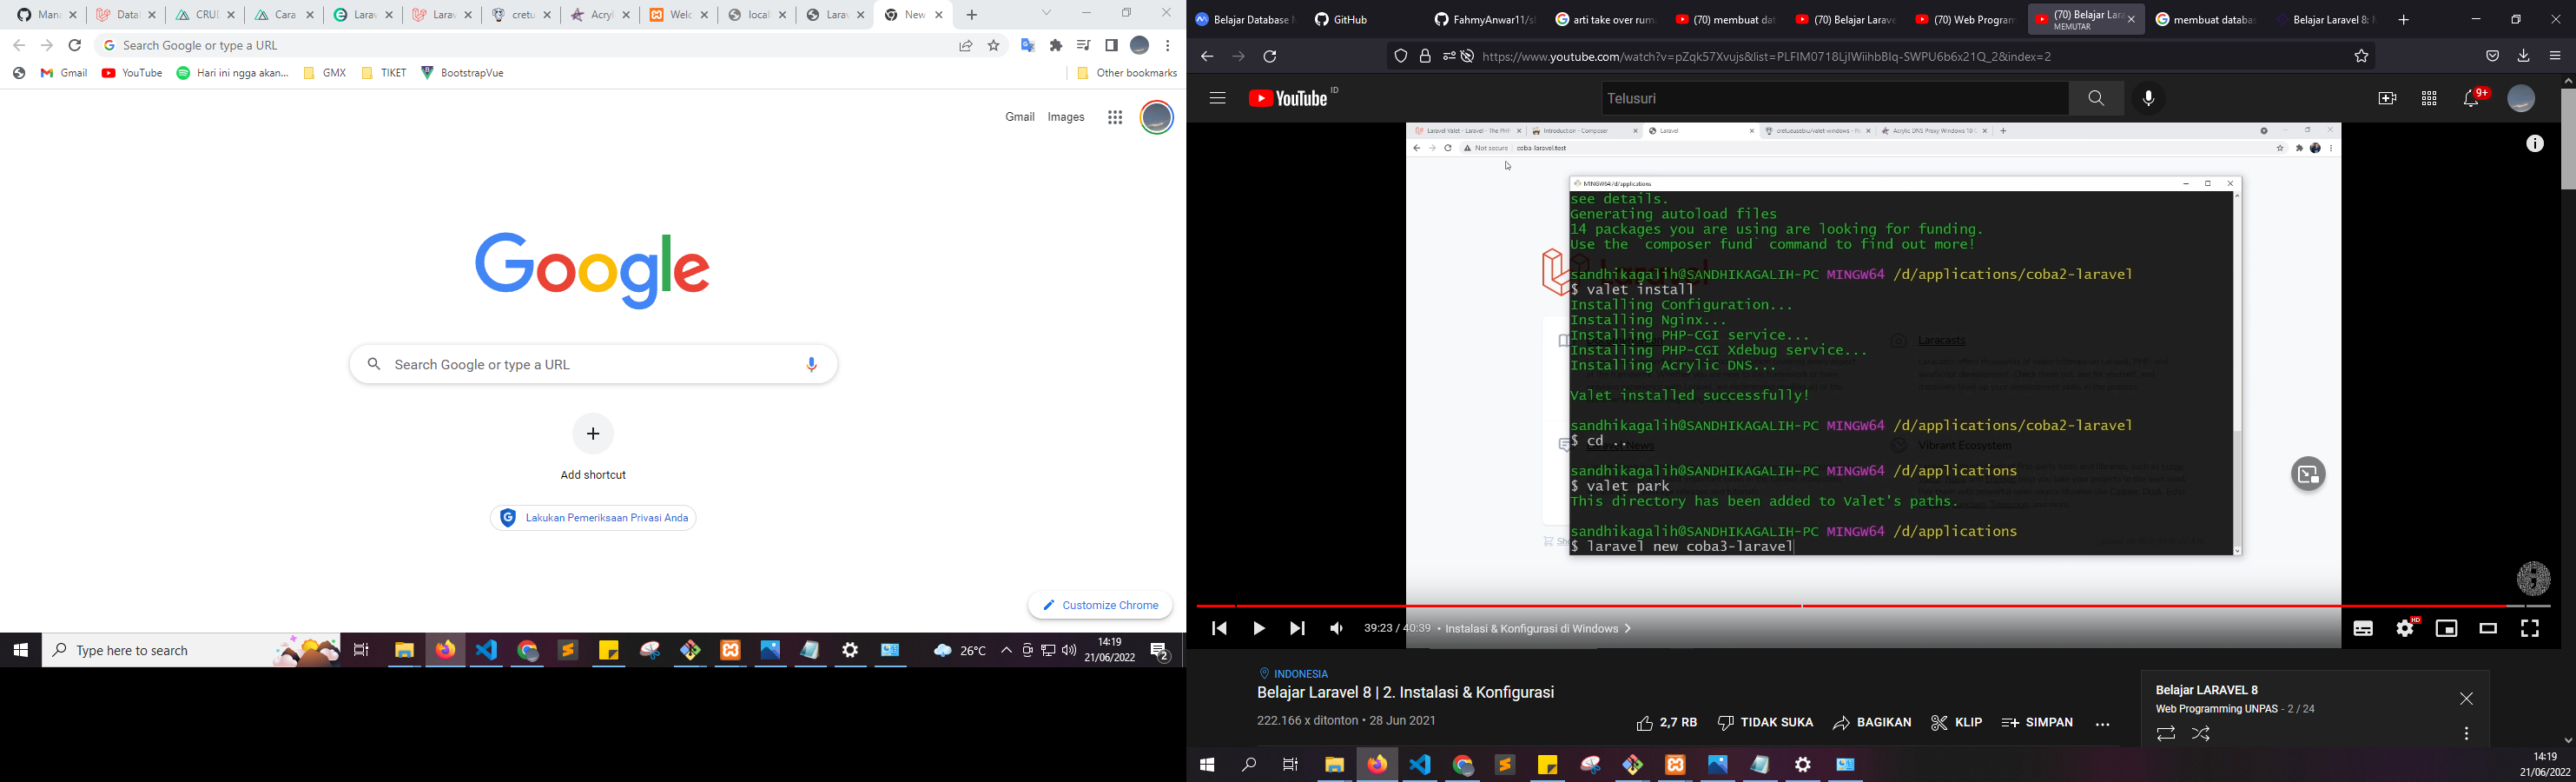 Mana
Datal
CRUI
Cara
Larav
Larav
cretu
Acryl
Welc
local
Larav
New
Search Google or type a URL
Gmail
YouTube
Hari ini ngga akan...
GMX
TIKET
BootstrapVue
Other bookmarks
Gmail Images
Google
Search Google or type a URL
Add shortcut
Lakukan Pemeriksaan Privasi Anda
Customize Chrome
Type here to search
26°C
14:19
21/06/2022
2
Belajar Database M
GitHub
FahmyAnwar11/sl
arti take over rum
(70) membuat dat
(70) Belajar Larave
(70) Web Program
(70) Belajar Lara
MEMUTAR
membuat databas
Belajar Laravel 8:
https://www.youtube.com/watch?v=pZqk57Xvujs&list=PLFIM0718LjIWiihbBIq-SWPU6b6x21Q_2&index=2
YouTube ID
Telusuri
9+
Laravel Valet - Laravel - The PHP
Introduction - Composer
Laravel
cretueusebiu/valet-windows
Acrylic DNS Proxy Windows 10
Not secure coba-laravel.test
MINGW64:/d/applications
see details.
Generating autoload files
14 packages you are using are looking for funding.
Use the `composer fund` command to find out more!
sandhikagalih@SANDHIKAGALIH-PC MINGW64 /d/applications/coba2-laravel
$ valet install
Installing Configuration...
Installing Nginx...
Installing PHP-CGI service...
Installing PHP-CGI Xdebug service...
Installing Acrylic DNS...
Valet installed successfully!
sandhikagalih@SANDHIKAGALIH-PC MINGW64 /d/applications/coba2-laravel
$ cd ..
sandhikagalih@SANDHIKAGALIH-PC MINGW64 /d/applications
$ valet park
This directory has been added to Valet's paths.
sandhikagalih@SANDHIKAGALIH-PC MINGW64 /d/applications
$ laravel new coba3-laravel
Laracasts
Vibrant Ecosystem
39:23 / 40:39 • Instalasi & Konfigurasi di Windows
HD
INDONESIA
Belajar Laravel 8 | 2. Instalasi & Konfigurasi
222.166 x ditonton • 28 Jun 2021
2,7 RB
TIDAK SUKA
BAGIKAN
KLIP
SIMPAN
Belajar LARAVEL 8
Web Programming UNPAS - 2 / 24
14:19
21/06/2022